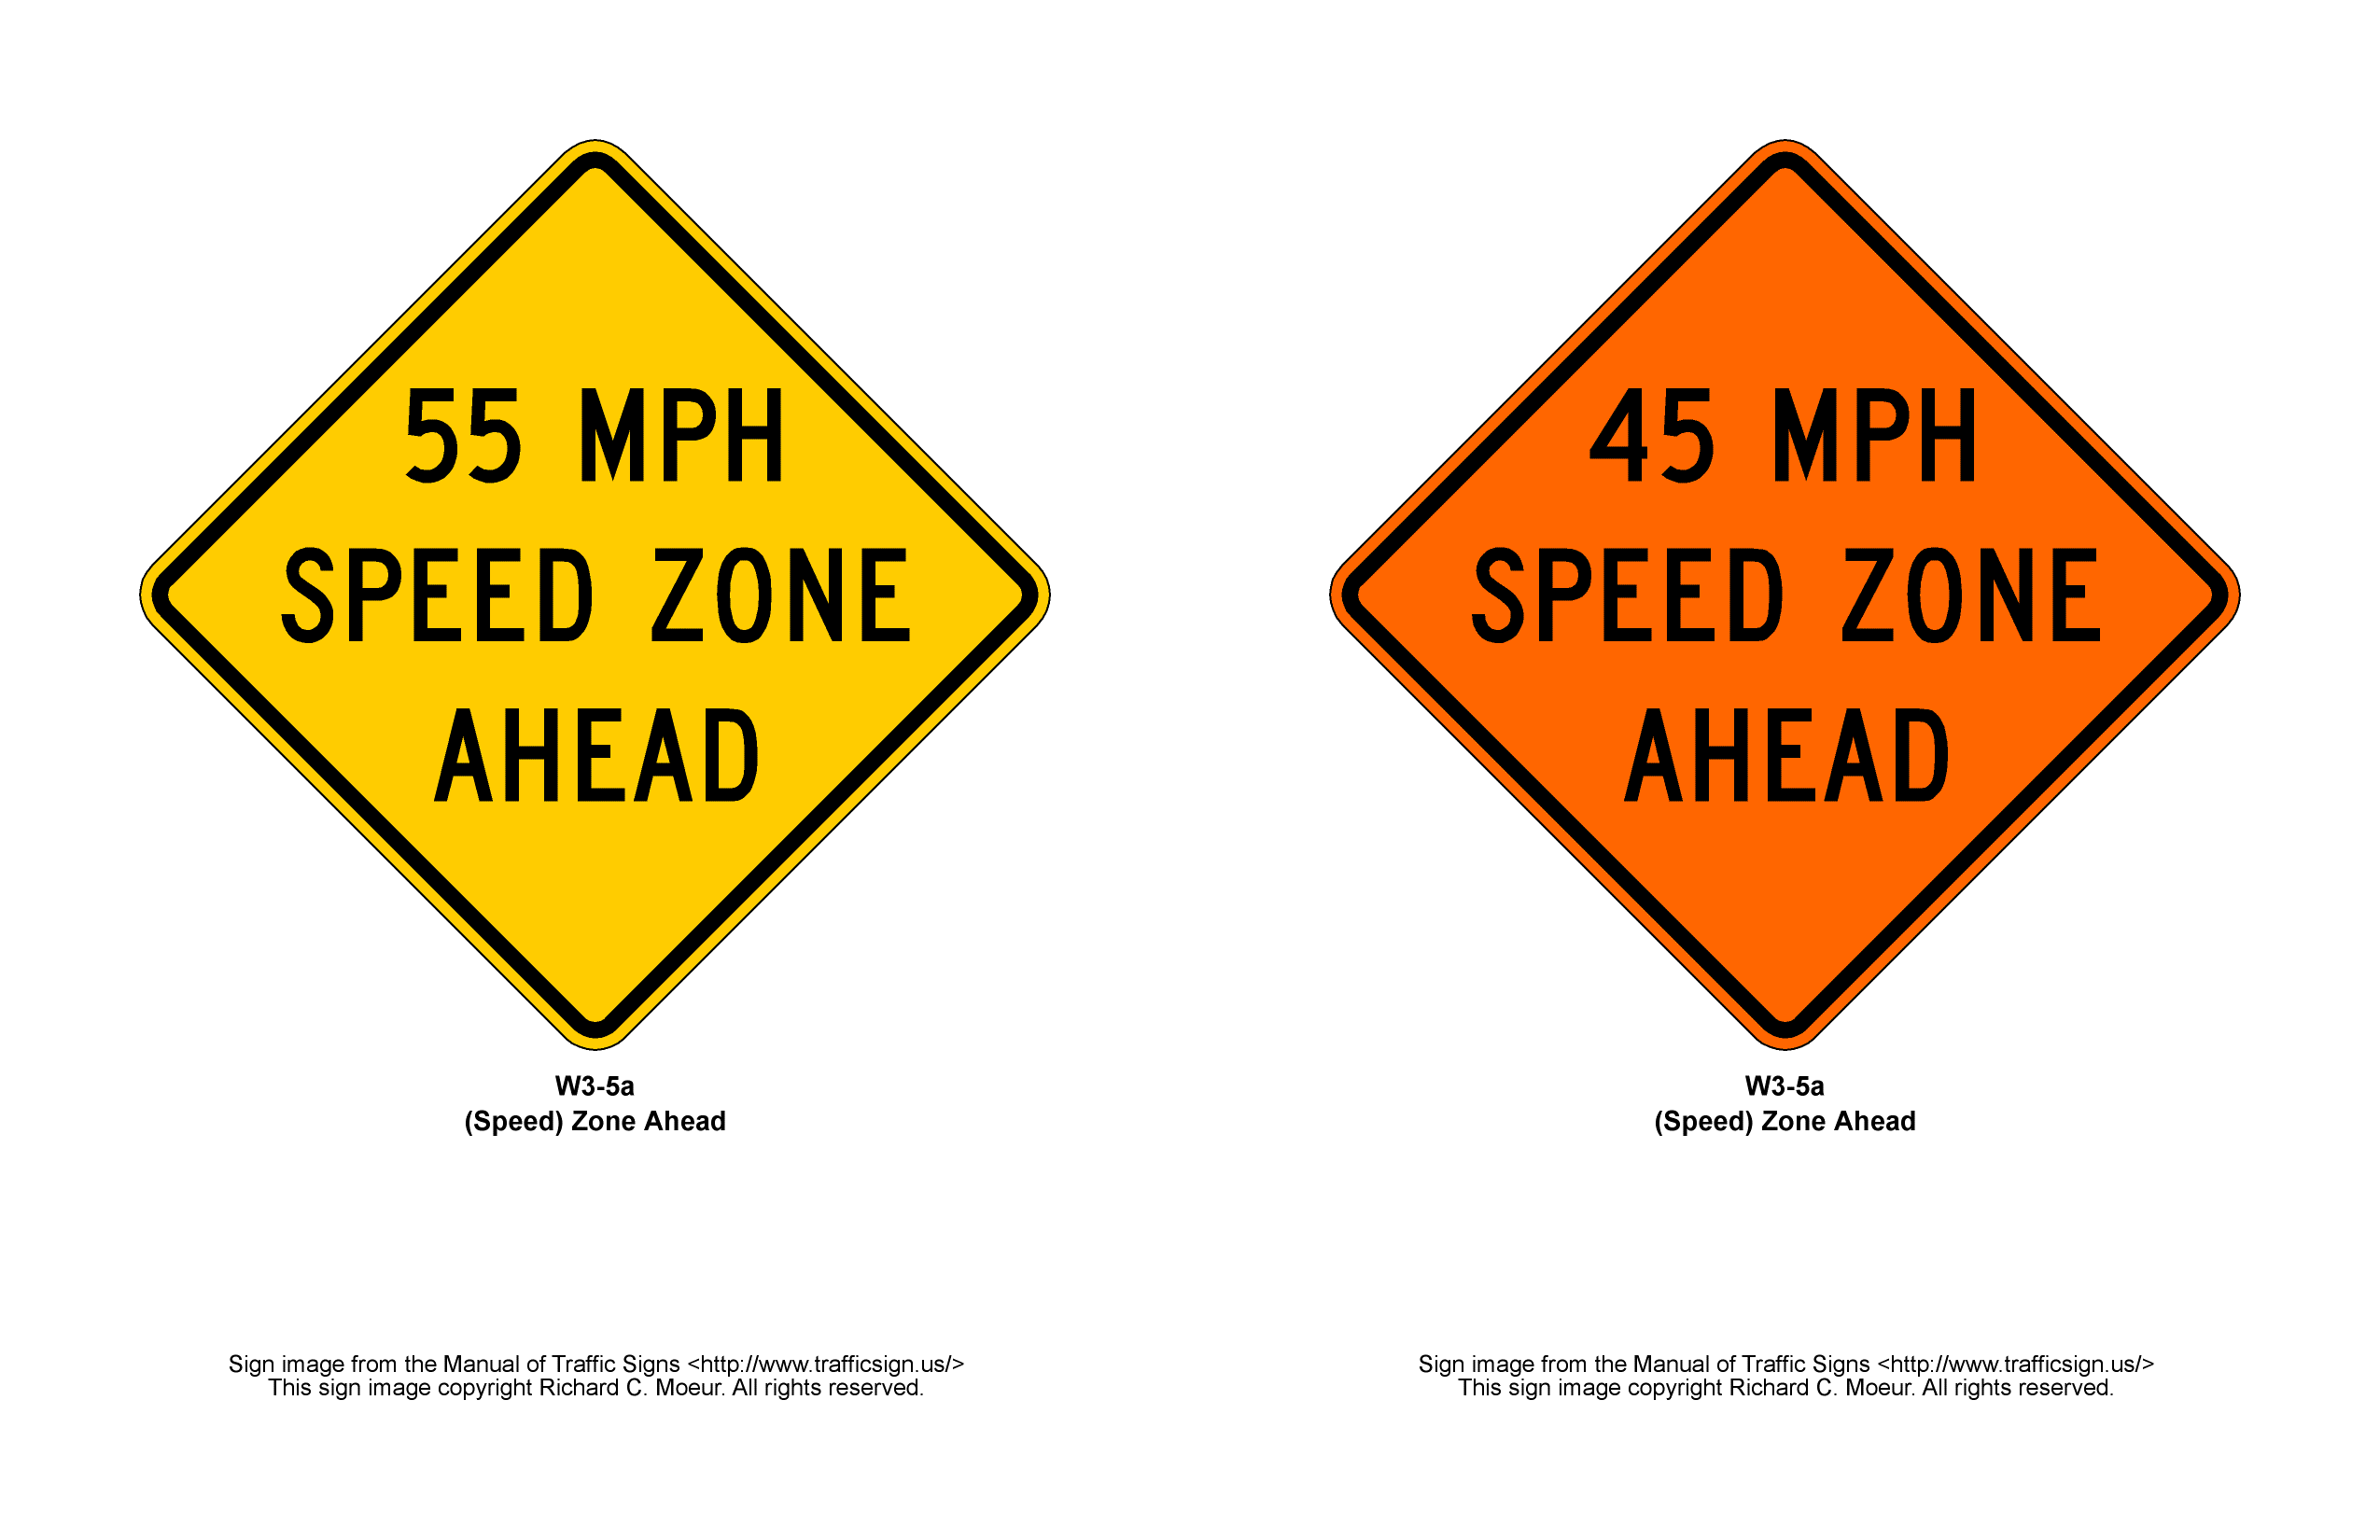 55 MPH
SPEED ZONE
AHEAD
W3-5a
(Speed) Zone Ahead
Sign image from the Manual of Traffic Signs <http://www.trafficsign.us/>
This sign image copyright Richard C. Moeur. All rights reserved.
45 MPH
SPEED ZONE
AHEAD
W3-5a
(Speed) Zone Ahead
Sign image from the Manual of Traffic Signs <http://www.trafficsign.us/>
This sign image copyright Richard C. Moeur. All rights reserved.